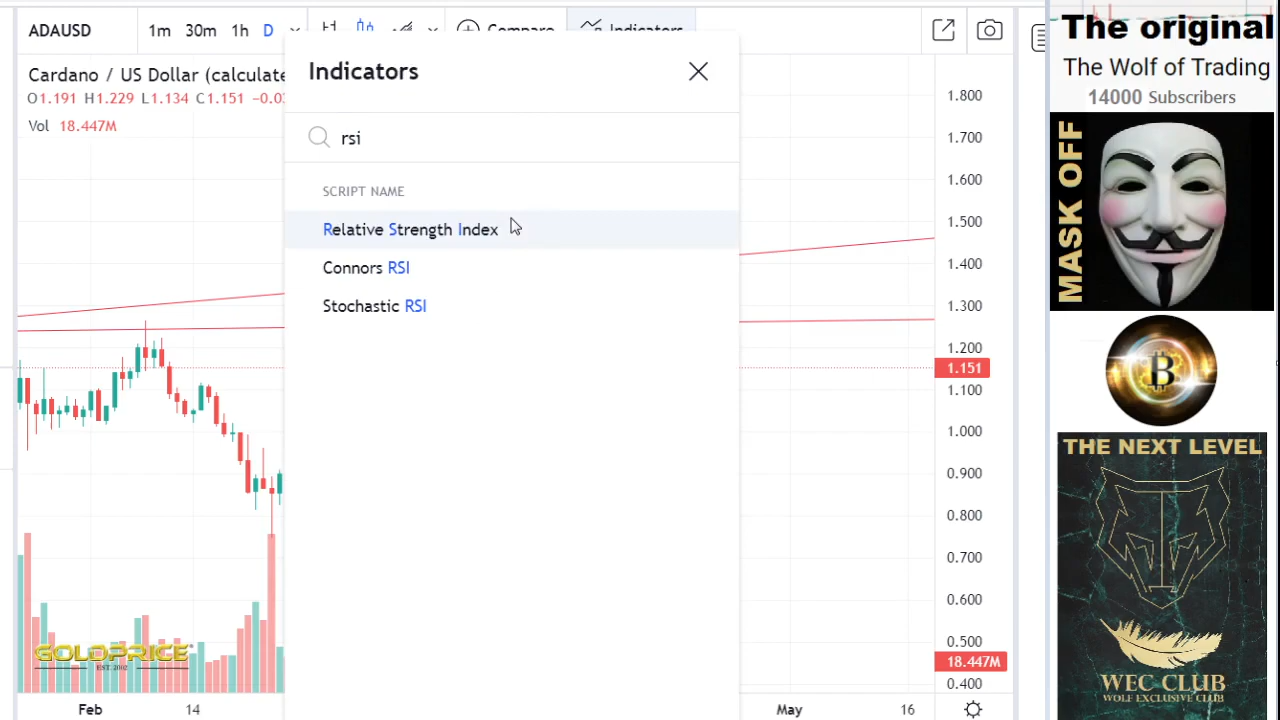 ADAUSD
1m 30m 1h D
Compare
Indicators
Cardano / US Dollar (calculate
O1.191 H1.229 L1.134 C1.151
Vol 18.447M
Indicators
rsi
SCRIPT NAME
Relative Strength Index
Connors RSI
Stochastic RSI
1.800
1.700
1.600
1.500
1.400
1.300
1.200
1.151
1.100
1.000
0.900
0.800
0.700
0.600
0.500
18.447M
0.400
Feb
14
May
16
GOLDPRICE
EST. 2010
The original
The Wolf of Trading
14000 Subscribers
MASK OFF
THE NEXT LEVEL
WEC CLUB
WOLF EXCLUSIVE CLUB